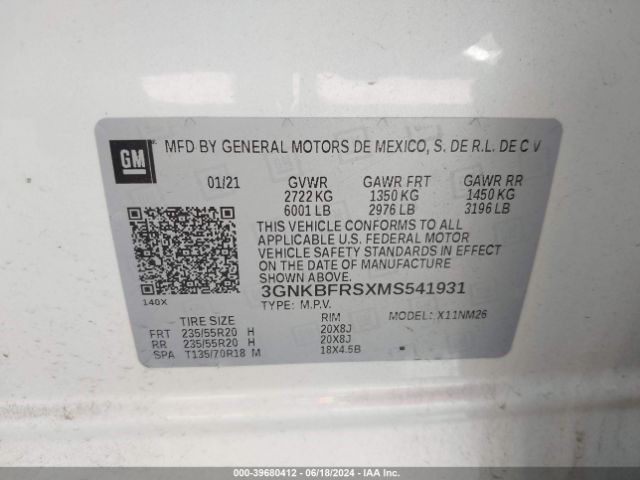 GM
MFD BY GENERAL MOTORS DE MEXICO, S. DE R.L. DE C V
01/21 GVWR GAWR FRT GAWR RR
2722 KG 1350 KG 1450 KG
6001 LB 2976 LB 3196 LB
THIS VEHICLE CONFORMS TO ALL
APPLICABLE U.S. FEDERAL MOTOR
VEHICLE SAFETY STANDARDS IN EFFECT
ON THE DATE OF MANUFACTURE
SHOWN ABOVE.
3GNKBFRSXMS541931
140X
TYPE: M.P.V. MODEL: X11NM26
TIRE SIZE RIM
FRT 235/55R20 H 20X8J
RR 235/55R20 H 20X8J
SPA T135/70R18 M 18X4.5B
000-39680412 - 06/18/2024 - IAA Inc.